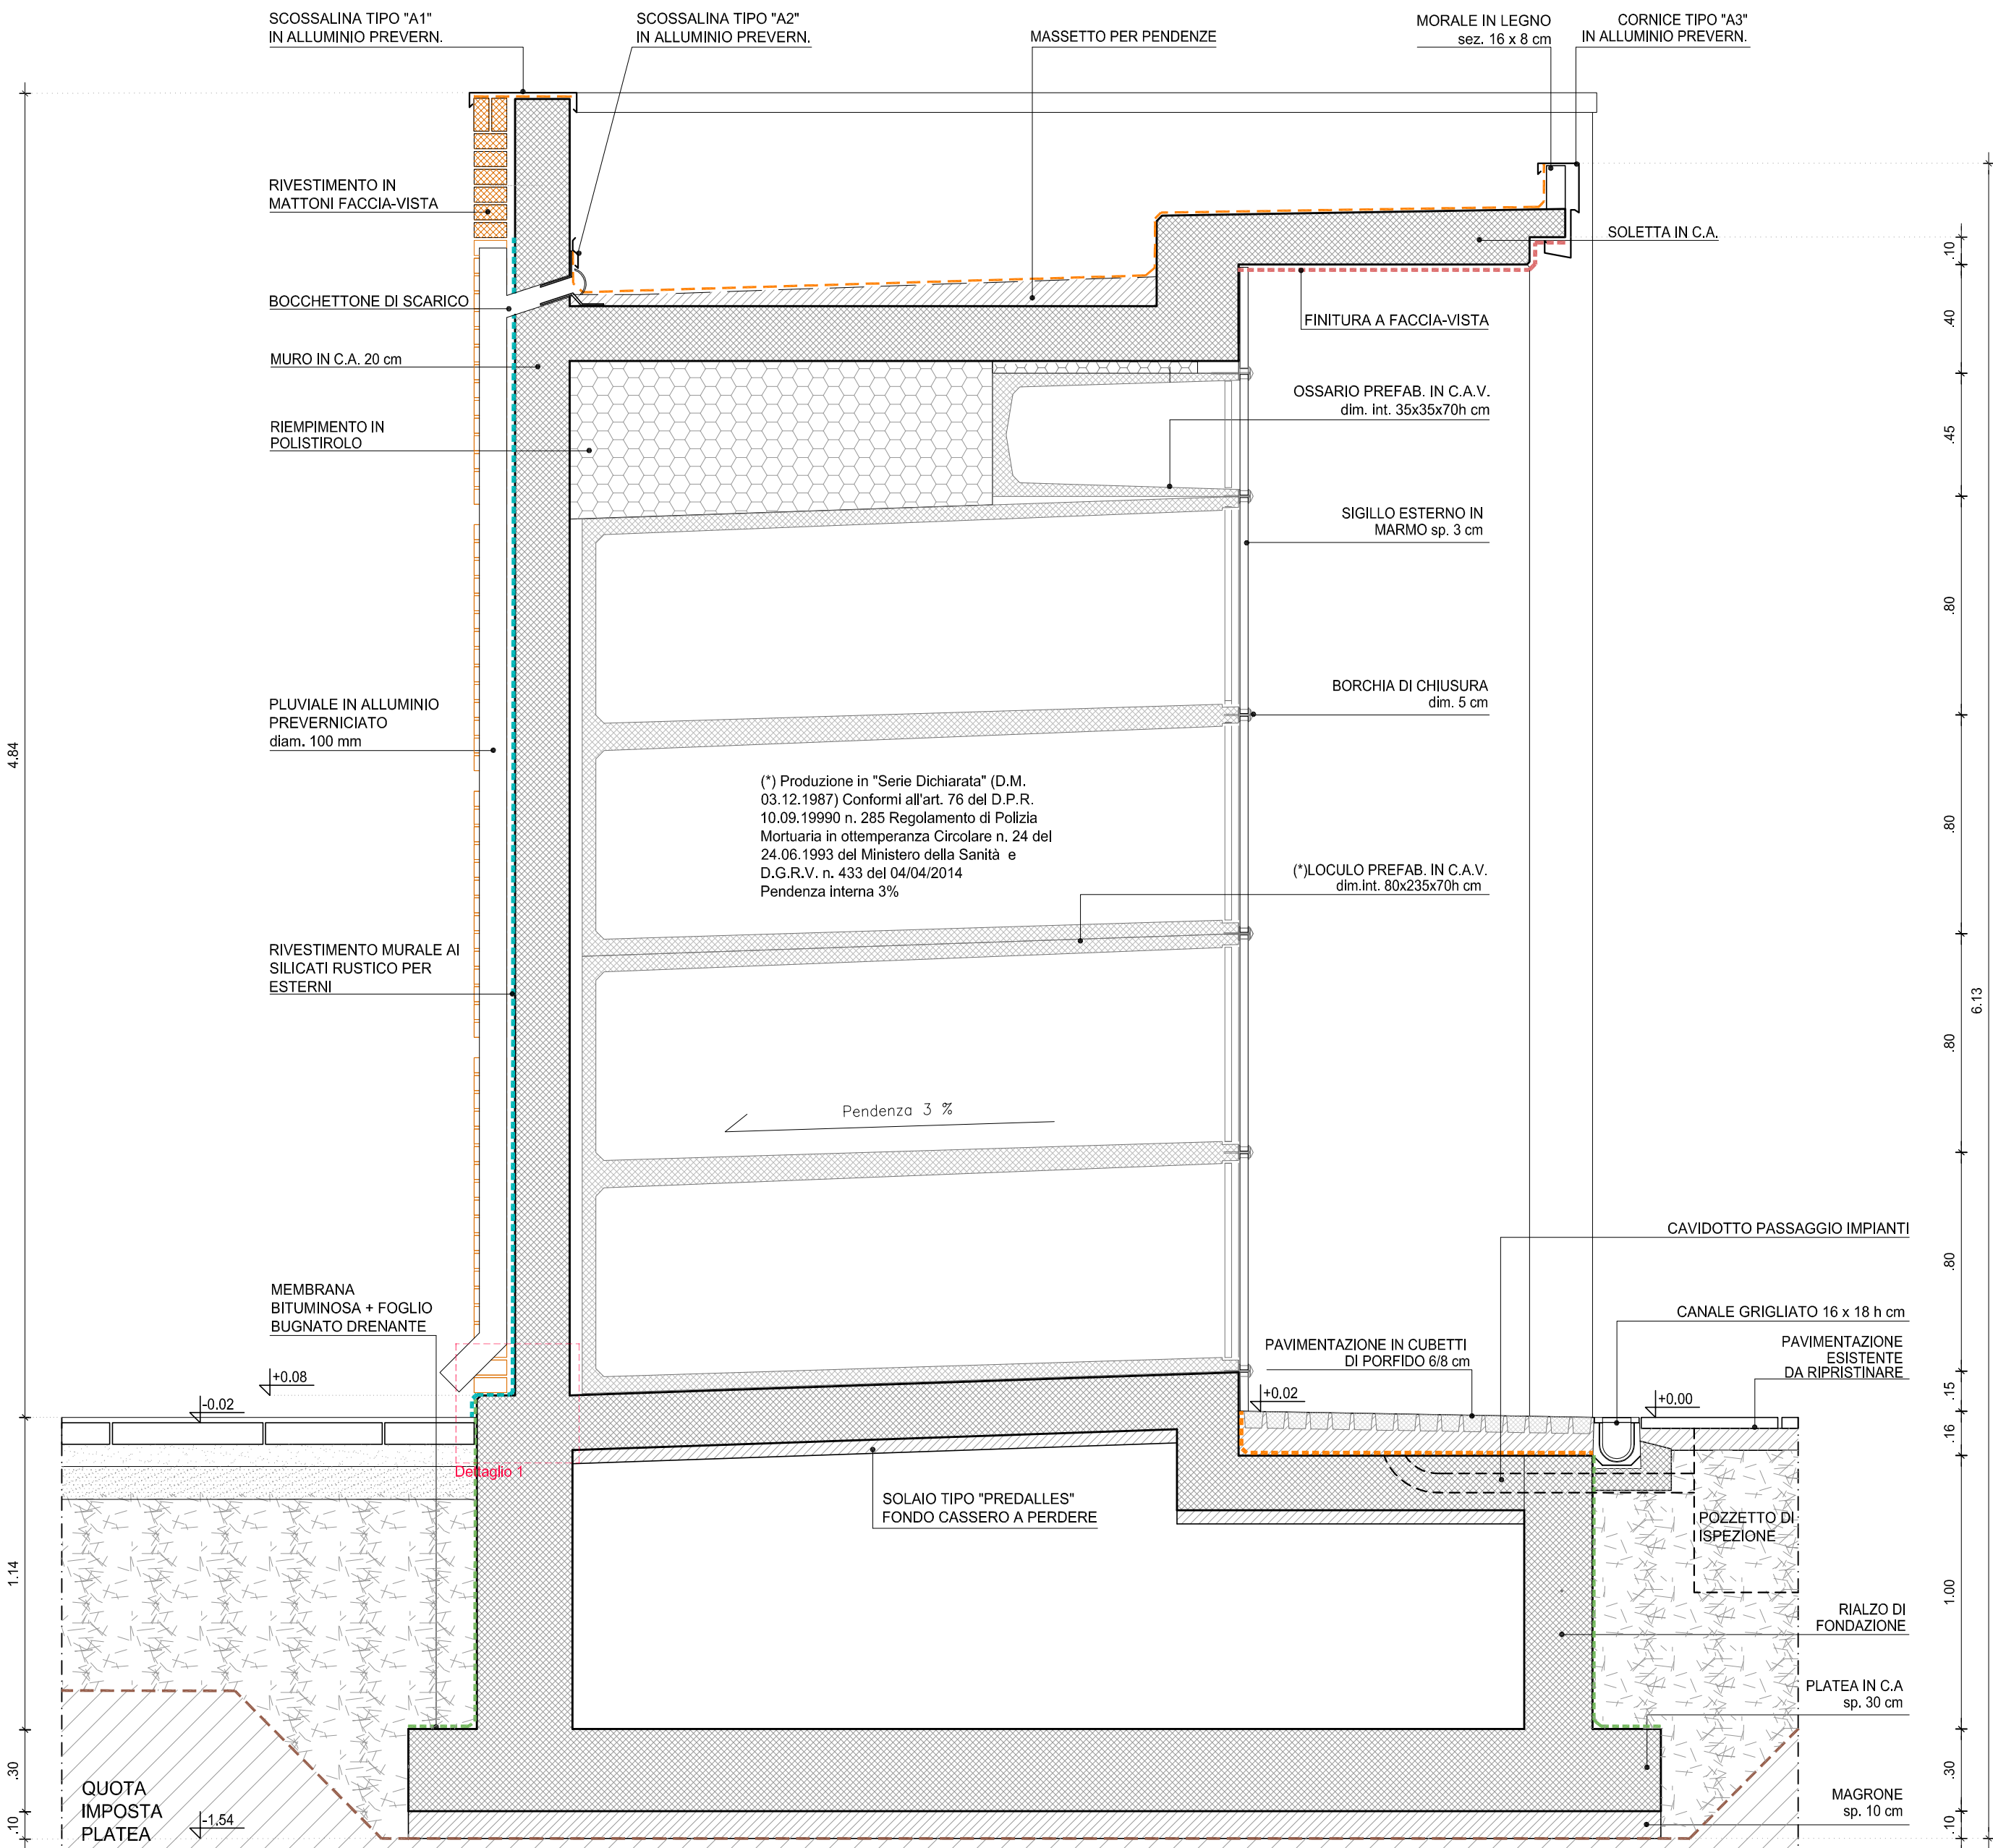 SCOSSALINA TIPO "A1"
IN ALLUMINIO PREVERN.
SCOSSALINA TIPO "A2"
IN ALLUMINIO PREVERN.
MASSETTO PER PENDENZE
MORALE IN LEGNO
sez. 16 x 8 cm
CORNICE TIPO "A3"
IN ALLUMINIO PREVERN.
RIVESTIMENTO IN
MATTONI FACCIA-VISTA
SOLETTA IN C.A.
BOCCHETTONE DI SCARICO
FINITURA A FACCIA-VISTA
MURO IN C.A. 20 cm
OSSARIO PREFAB. IN C.A.V.
dim. int. 35x35x70h cm
RIEMPIMENTO IN
POLISTIROLO
SIGILLO ESTERNO IN
MARMO sp. 3 cm
BORCHIA DI CHIUSURA
dim. 5 cm
PLUVIALE IN ALLUMINIO
PREVERNICIATO
diam. 100 mm
(*) Produzione in "Serie Dichiarata" (D.M.
03.12.1987) Conformi all'art. 76 del D.P.R.
10.09.19990 n. 285 Regolamento di Polizia
Mortuaria in ottemperanza Circolare n. 24 del
24.06.1993 del Ministero della Sanità e
D.G.R.V. n. 433 del 04/04/2014
Pendenza interna 3%
(*)LOCULO PREFAB. IN C.A.V.
dim.int. 80x235x70h cm
RIVESTIMENTO MURALE AI
SILICATI RUSTICO PER
ESTERNI
Pendenza 3 %
CAVIDOTTO PASSAGGIO IMPIANTI
MEMBRANA
BITUMINOSA + FOGLIO
BUGNATO DRENANTE
CANALE GRIGLIATO 16 x 18 h cm
PAVIMENTAZIONE IN CUBETTI
DI PORFIDO 6/8 cm
PAVIMENTAZIONE
ESISTENTE
DA RIPRISTINARE
+0.08
-0.02
+0.02
+0.00
Dettaglio 1
SOLAIO TIPO "PREDALLES"
FONDO CASSERO A PERDERE
POZZETTO DI
ISPEZIONE
RIALZO DI
FONDAZIONE
PLATEA IN C.A
sp. 30 cm
MAGRONE
sp. 10 cm
QUOTA
IMPOSTA
PLATEA
-1.54
4.84
1.14
.30
.10
.10
.40
.45
.80
.80
.80
.80
.15
.16
1.00
.30
.10
6.13